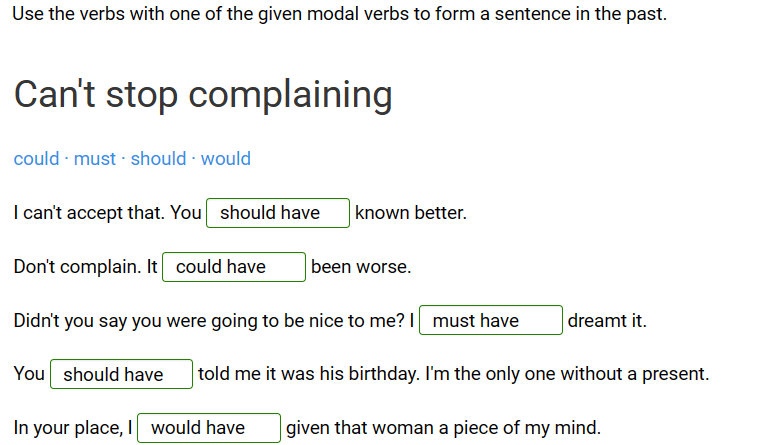 Use the verbs with one of the given modal verbs to form a sentence in the past.
Can't stop complaining
could · must · should · would
I can't accept that. You should have known better.
Don't complain. It could have been worse.
Didn't you say you were going to be nice to me? I must have dreamt it.
You should have told me it was his birthday. I'm the only one without a present.
In your place, I would have given that woman a piece of my mind.